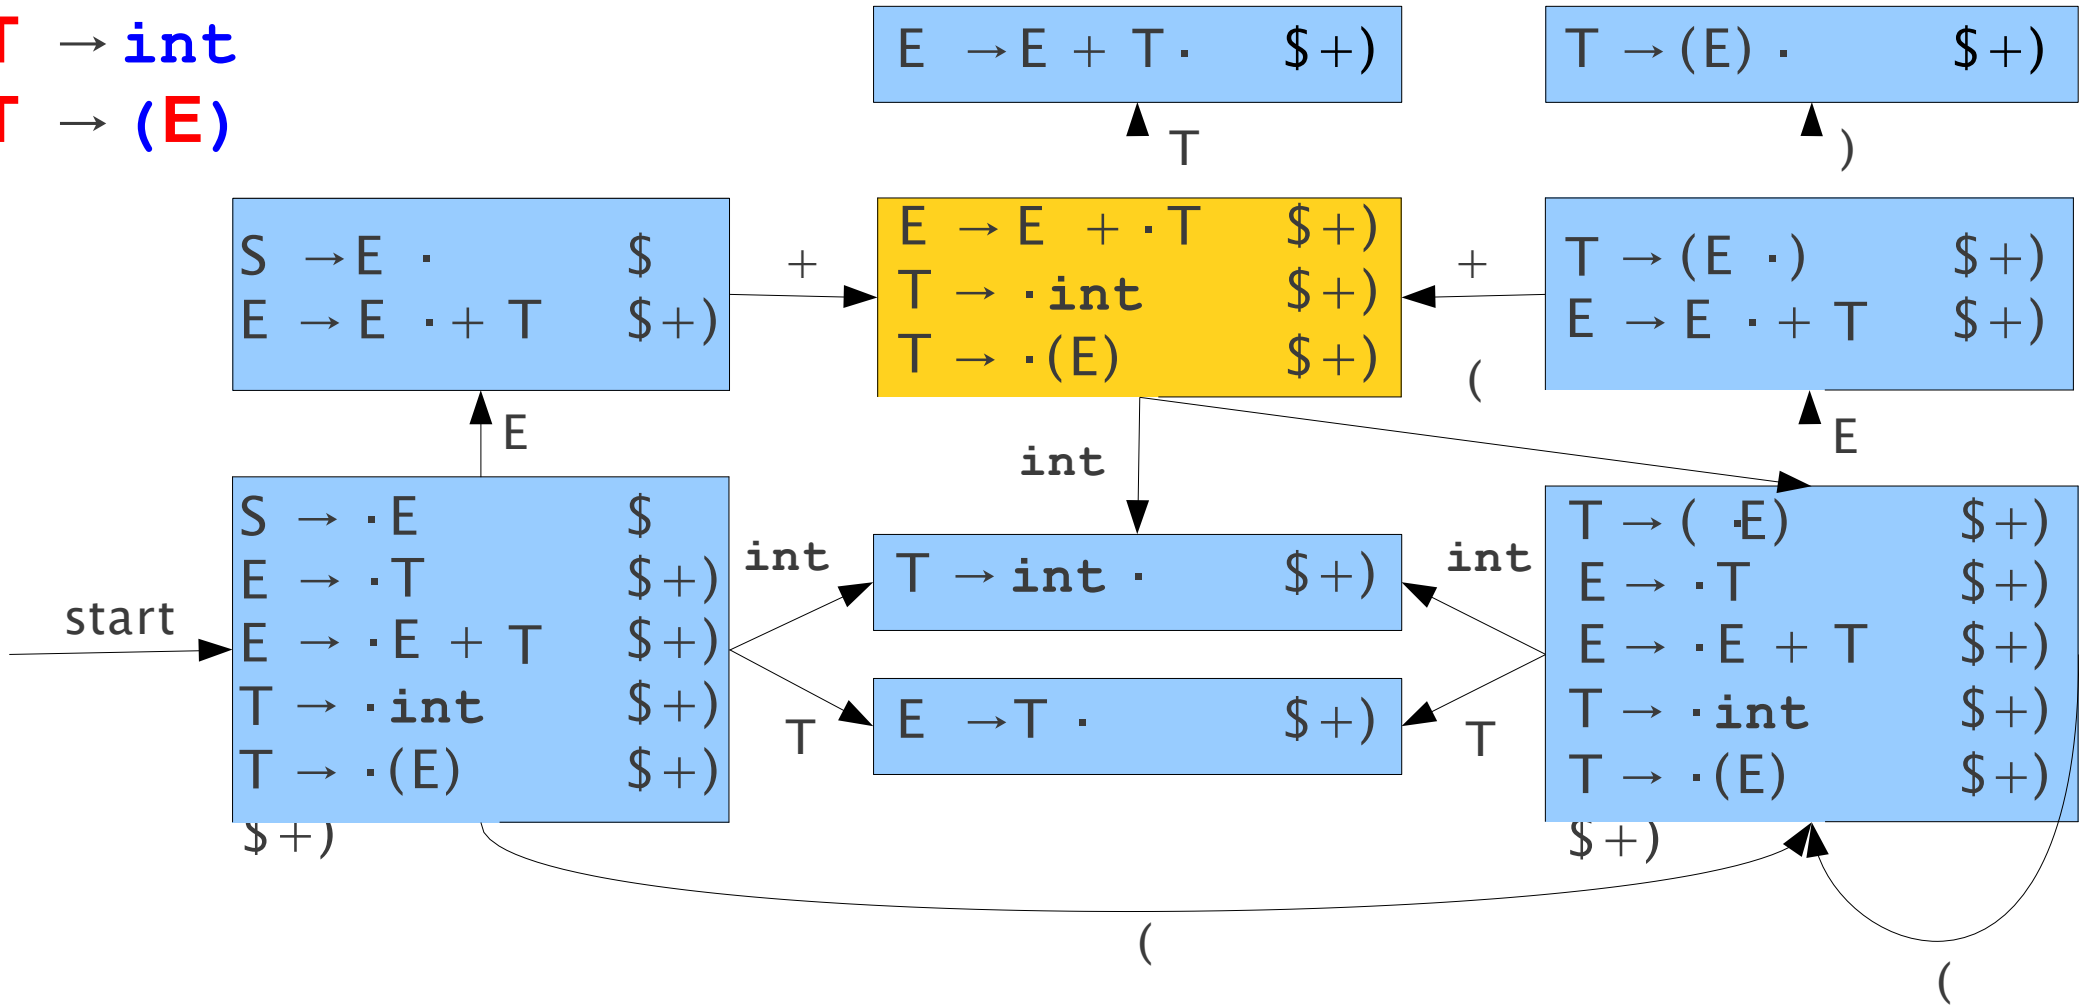 T → int
T → (E)
E → E + T · $+)
T → (E) · $+)
T
)
S → E · $
E → E · + T $+)
+
E → E + · T $+)
T → · int $+)
T → · (E) $+)
+
T → (E ·) $+)
E → E · + T $+)
(
E
int
E
start
S → · E $
E → · T $+)
E → · E + T $+)
T → · int $+)
T → · (E) $+)
$+)
int
T
T → int · $+)
E → T · $+)
int
T
T → ( · E) $+)
E → · T $+)
E → · E + T $+)
T → · int $+)
T → · (E) $+)
$+)
(
(